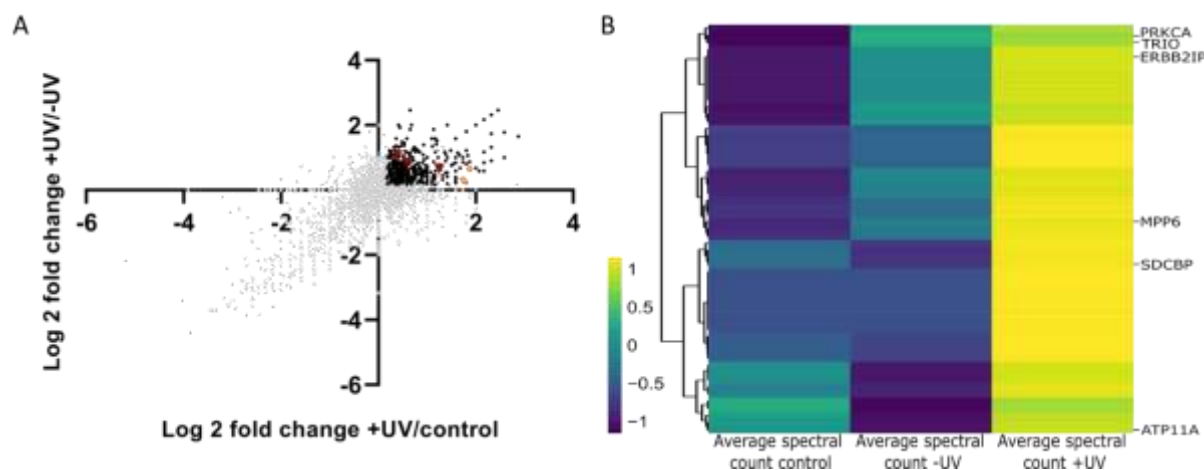 A
Log 2 fold change +UV/-UV
4
2
-6
-4
-2
2
4
-2
-4
-6
Log 2 fold change +UV/control
B
PRKCA
TRIO
ERBB2IP
MPP6
SDCBP
ATP11A
1
0.5
0
−0.5
−1
Average spectral
count control
Average spectral
count -UV
Average spectral
count +UV